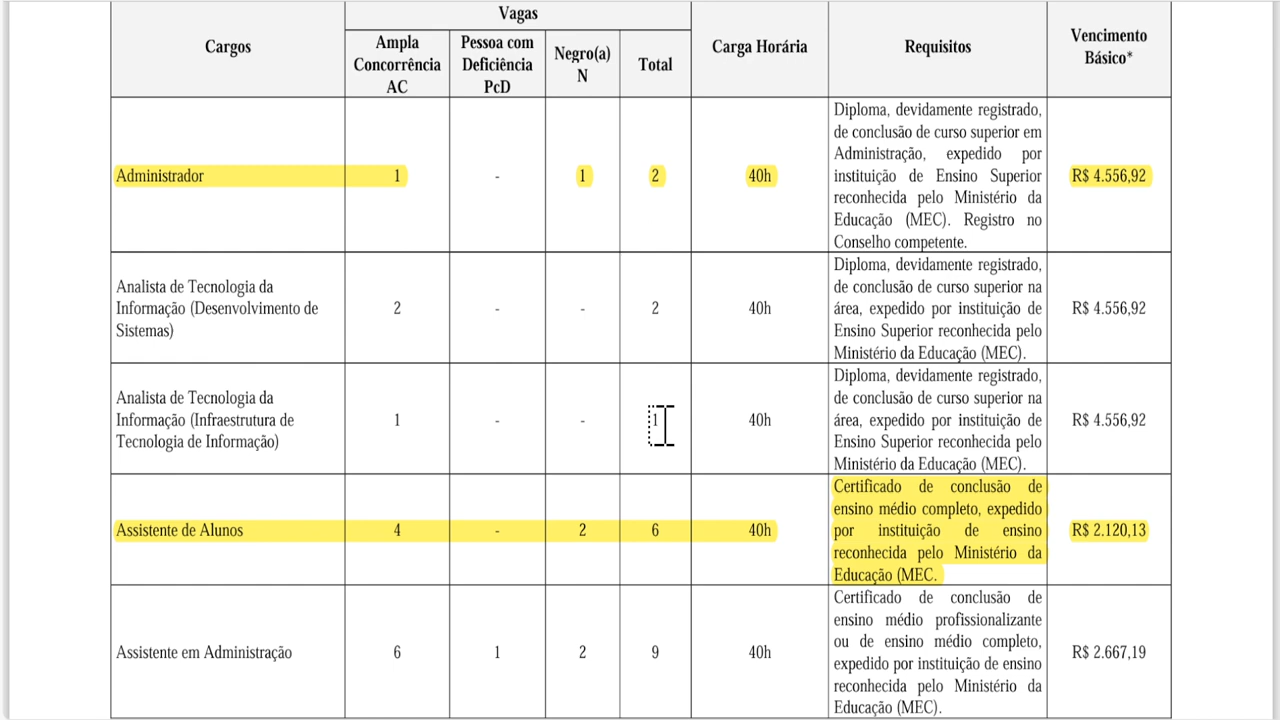 Cargos
Vagas
Ampla
Concorrência
AC
Pessoa com
Deficiência
PcD
Negro(a)
N
Total
Carga Horária
Requisitos
Vencimento
Básico*
Administrador
1
-
1
2
40h
Diploma, devidamente registrado,
de conclusão de curso superior em
Administração, expedido por
instituição de Ensino Superior
reconhecida pelo Ministério da
Educação (MEC). Registro no
Conselho competente.
R$ 4.556,92
Analista de Tecnologia da
Informação (Desenvolvimento de
Sistemas)
2
-
-
2
40h
Diploma, devidamente registrado,
de conclusão de curso superior na
área, expedido por instituição de
Ensino Superior reconhecida pelo
Ministério da Educação (MEC).
R$ 4.556,92
Analista de Tecnologia da
Informação (Infraestrutura de
Tecnologia de Informação)
1
-
-
1
40h
Diploma, devidamente registrado,
de conclusão de curso superior na
área, expedido por instituição de
Ensino Superior reconhecida pelo
Ministério da Educação (MEC).
R$ 4.556,92
Assistente de Alunos
4
-
2
6
40h
Certificado de conclusão de
ensino médio completo, expedido
por instituição de ensino
reconhecida pelo Ministério da
Educação (MEC.
R$ 2.120,13
Assistente em Administração
6
1
2
9
40h
Certificado de conclusão de
ensino médio profissionalizante
ou de ensino médio completo,
expedido por instituição de ensino
reconhecida pelo Ministério da
Educação (MEC).
R$ 2.667,19